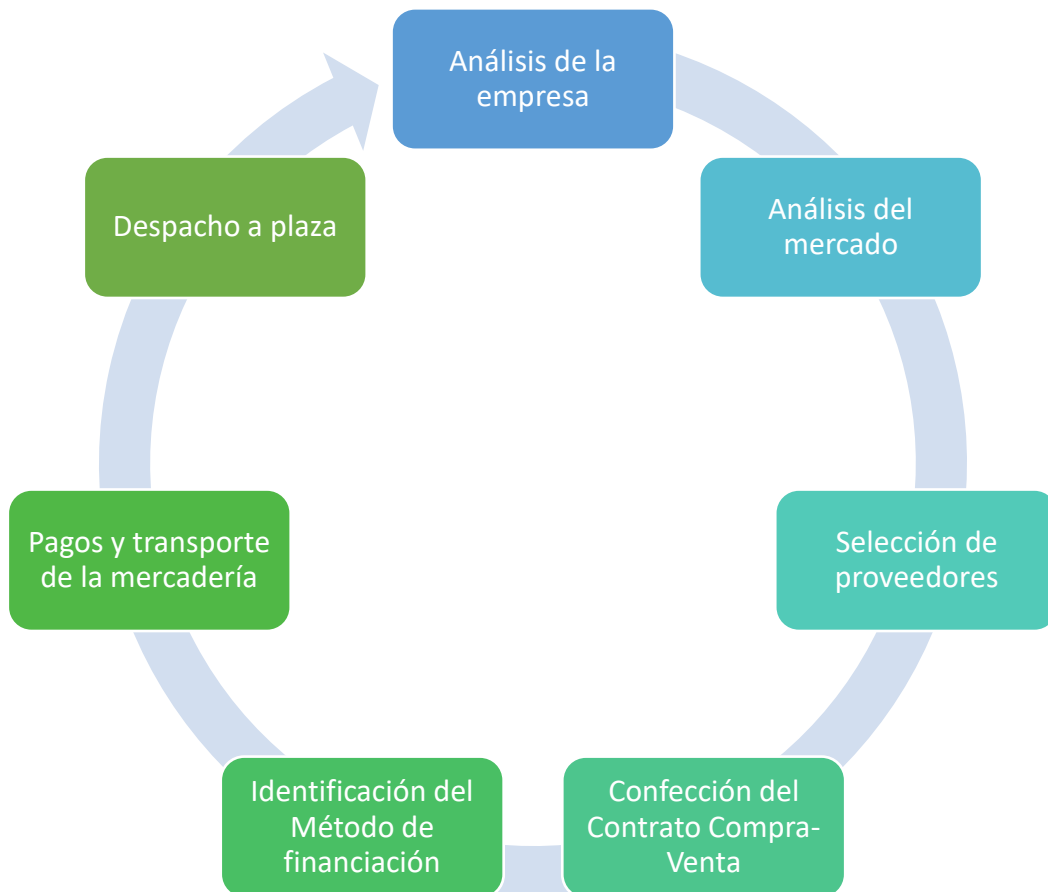 Análisis de la
empresa
Análisis del
mercado
Selección de
proveedores
Confección del
Contrato Compra-
Venta
Identificación del
Método de
financiación
Pagos y transporte
de la mercadería
Despacho a plaza